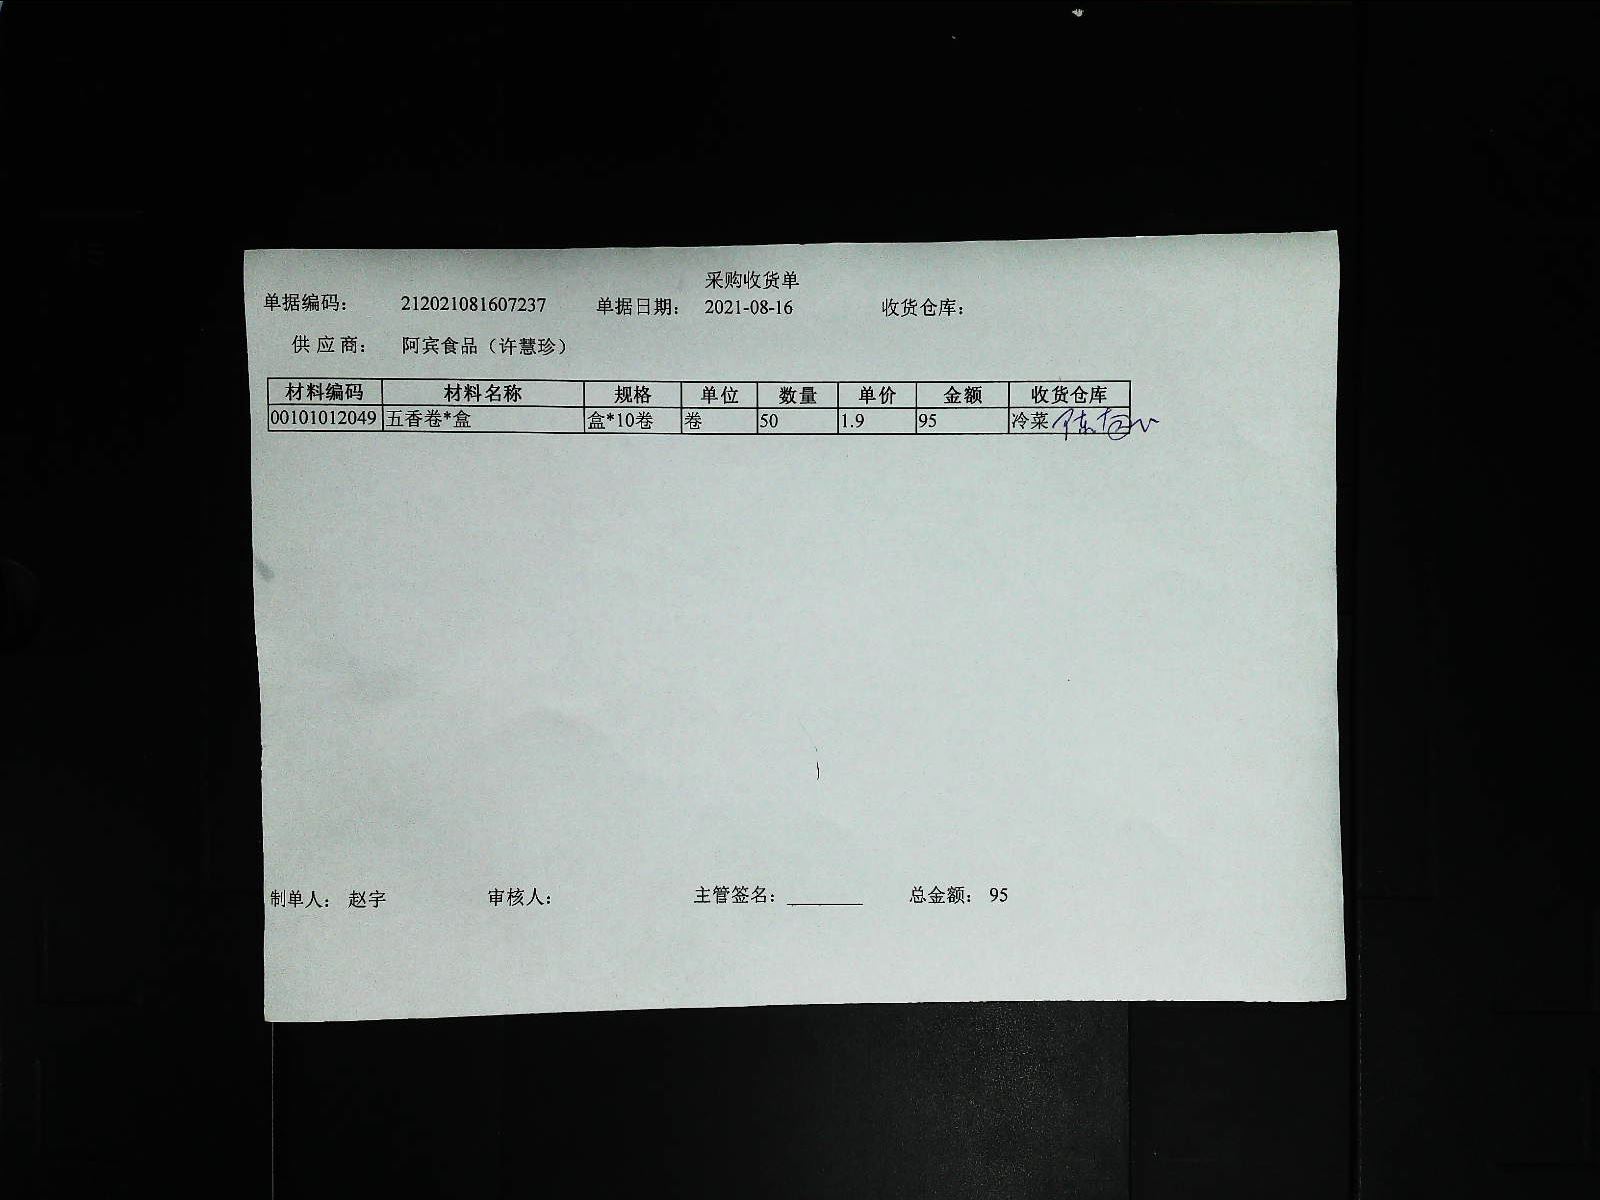 采购收货单
单据编码： 212021081607237 单据日期： 2021-08-16 收货仓库：
供应商： 阿宾食品（许慧珍）
材料编码 材料名称 规格 单位 数量 单价 金额 收货仓库
00101012049 五香卷*盒 盒*10卷 卷 50 1.9 95 冷菜
制单人： 赵宇 审核人： 主管签名： 总金额： 95